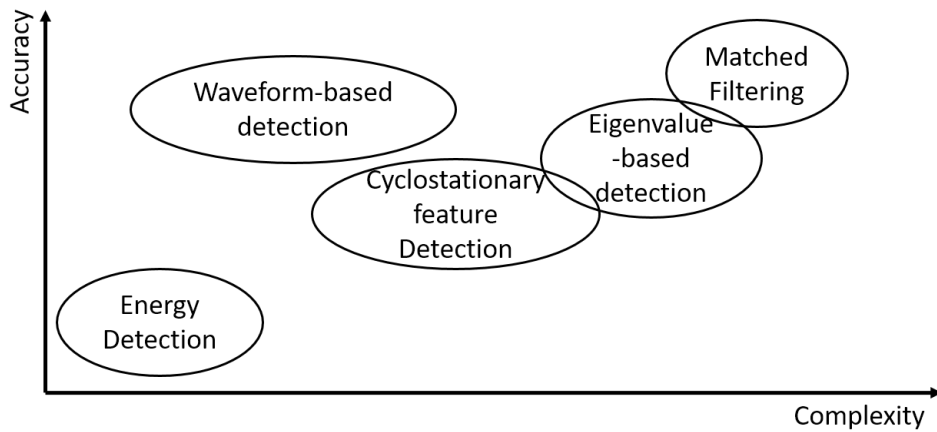 Accuracy
Matched
Filtering
Waveform-based
detection
Eigenvalue
-based
detection
Cyclostationary
feature
Detection
Energy
Detection
Complexity